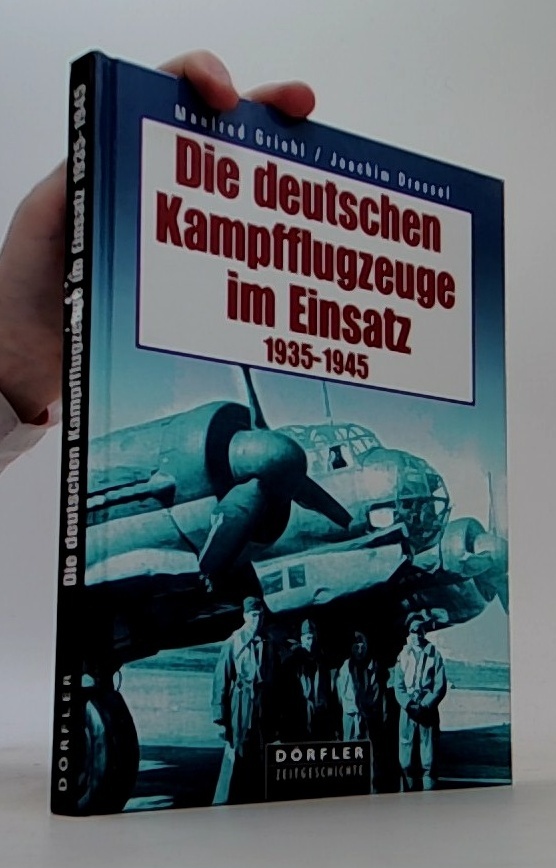 Manfred Griehl / Joachim Dressel
Die deutschen
Kampfflugzeuge
im Einsatz
1935-1945
DÖRFLER
ZEITGESCHICHTE
Die deutschen Kampfflugzeuge im Einsatz 1935-1945
DÖRFLER